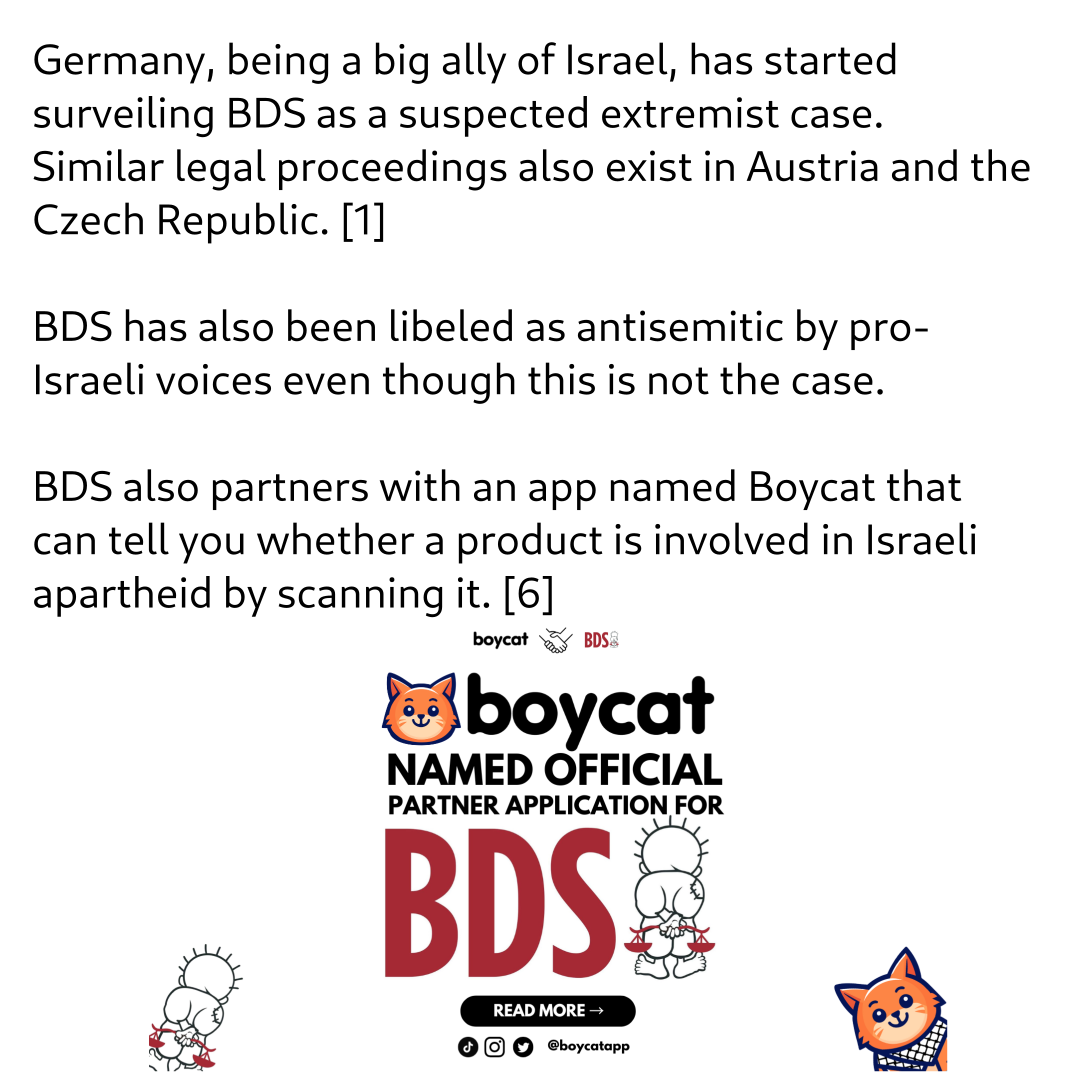 Germany, being a big ally of Israel, has started
surveiling BDS as a suspected extremist case.
Similar legal proceedings also exist in Austria and the
Czech Republic. [1]
BDS has also been libeled as antisemitic by pro-
Israeli voices even though this is not the case.
BDS also partners with an app named Boycat that
can tell you whether a product is involved in Israeli
apartheid by scanning it. [6]
boycat BDS
boycat
NAMED OFFICIAL
PARTNER APPLICATION FOR
BDS
READ MORE →
@boycatapp